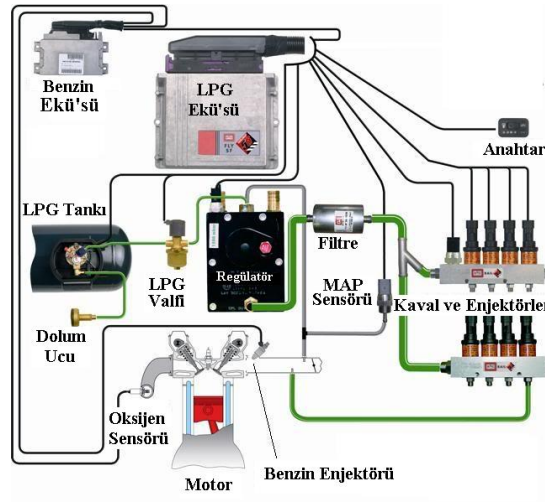 Benzin
Ekü'sü
LPG
Ekü'sü
Anahtar
LPG Tankı
LPG
Valfi
Regülatör
Filtre
MAP
Sensörü
Kaval ve Enjektörler
Dolum
Ucu
Oksijen
Sensörü
Motor
Benzin Enjektörü